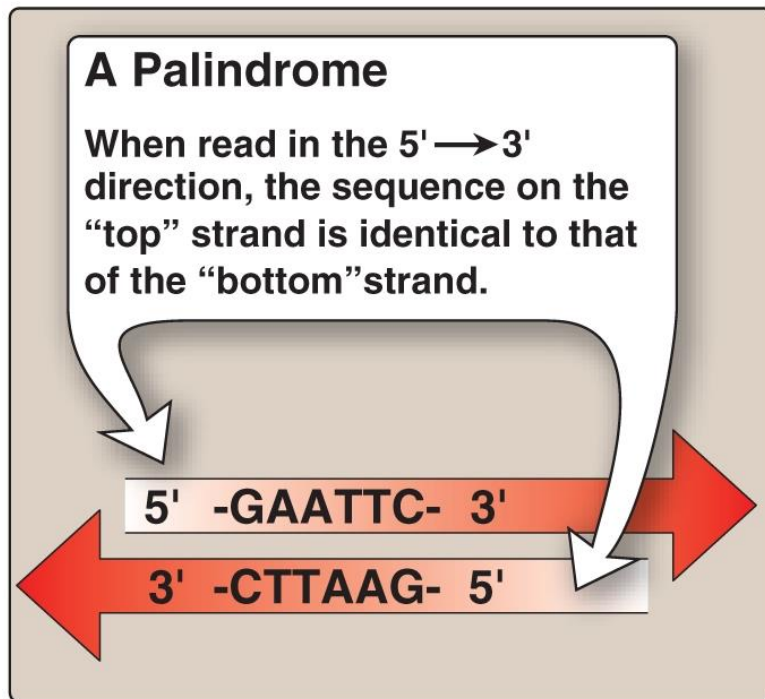 A Palindrome
When read in the 5'→3'
direction, the sequence on the
“top” strand is identical to that
of the “bottom”strand.
5' -GAATTC- 3'
3' -CTTAAG- 5'